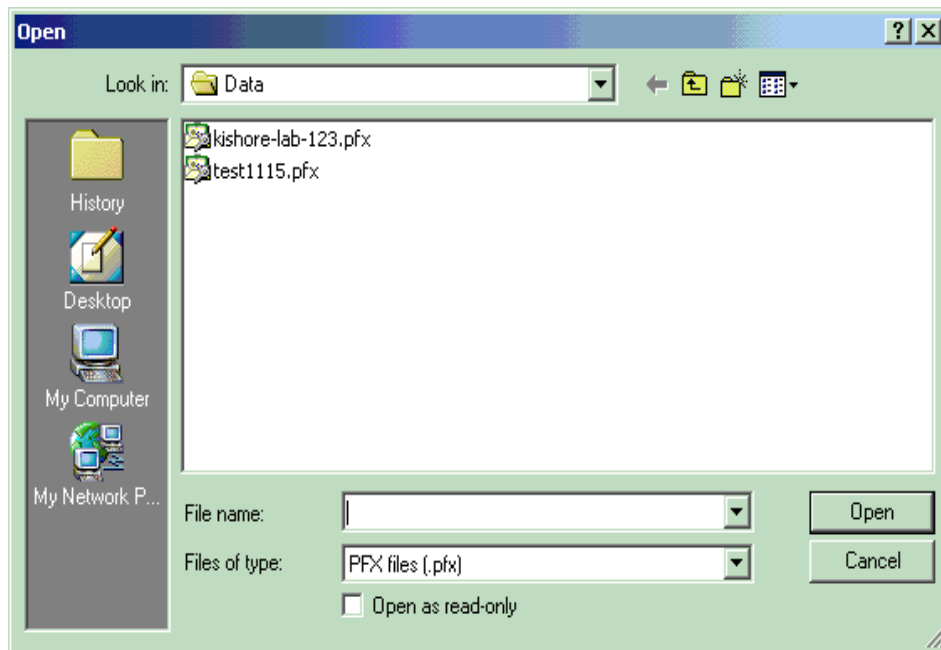 Open
Look in: Data
kishore-lab-123.pfx
test1115.pfx
History
Desktop
My Computer
My Network P...
File name:
Open
Files of type: PFX files (.pfx)
Cancel
Open as read-only